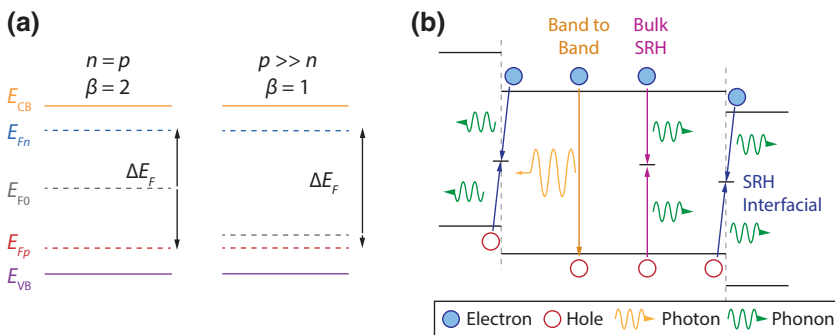 (a)
n = p
β = 2
p >> n
β = 1
E_CB
E_Fn
E_F0
E_Fp
E_VB
ΔE_F
ΔE_F
(b)
Band to
Band
Bulk
SRH
SRH
Interfacial
Electron
Hole
Photon
Phonon